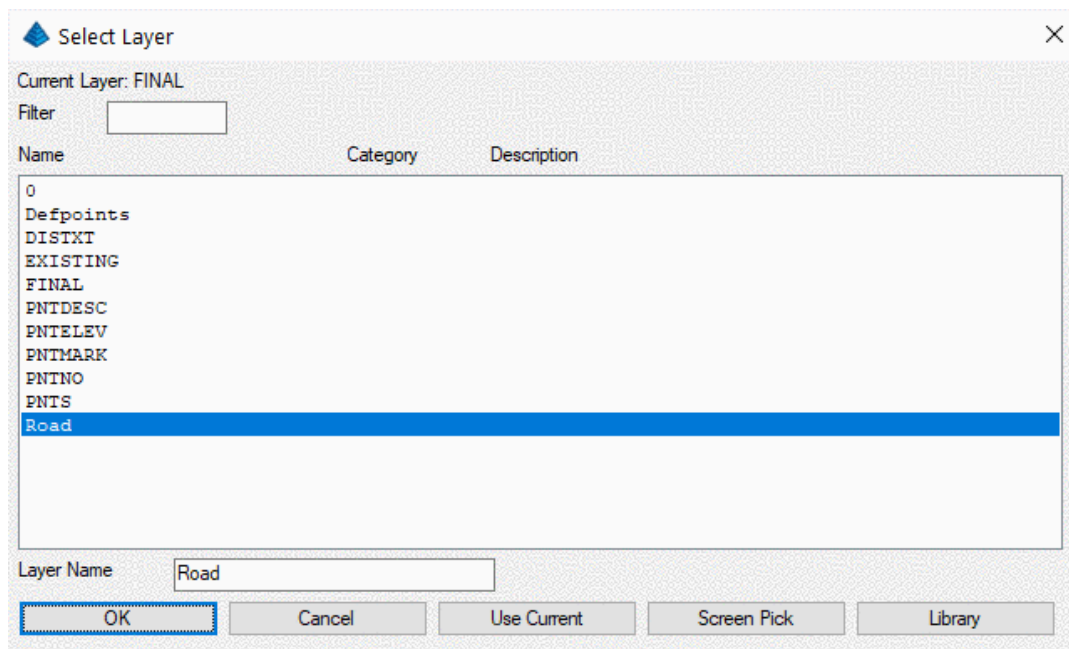 Select Layer
Current Layer: FINAL
Filter
Name Category Description
0
Defpoints
DISTXT
EXISTING
FINAL
PNTDESC
PNTELEV
PNTMARK
PNTNO
PNTS
Road
Layer Name Road
OK Cancel Use Current Screen Pick Library